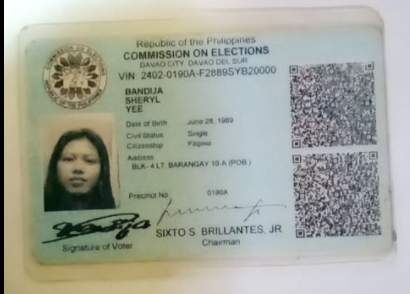 Republic of the Philippines
COMMISSION ON ELECTIONS
DAVAO CITY, DAVAO DEL SUR
VIN 2402-0190A-F2889SYB20000
BANDIJA
SHERYL
YEE
Date of Birth June 28, 1989
Civil Status Single
Citizenship Filipino
Address
BLK- 4 L7. BARANGAY 10-A (POB.)
Precinct No 0190A
SIXTO S BRILLANTES, JR
Signature of Voter Chairman